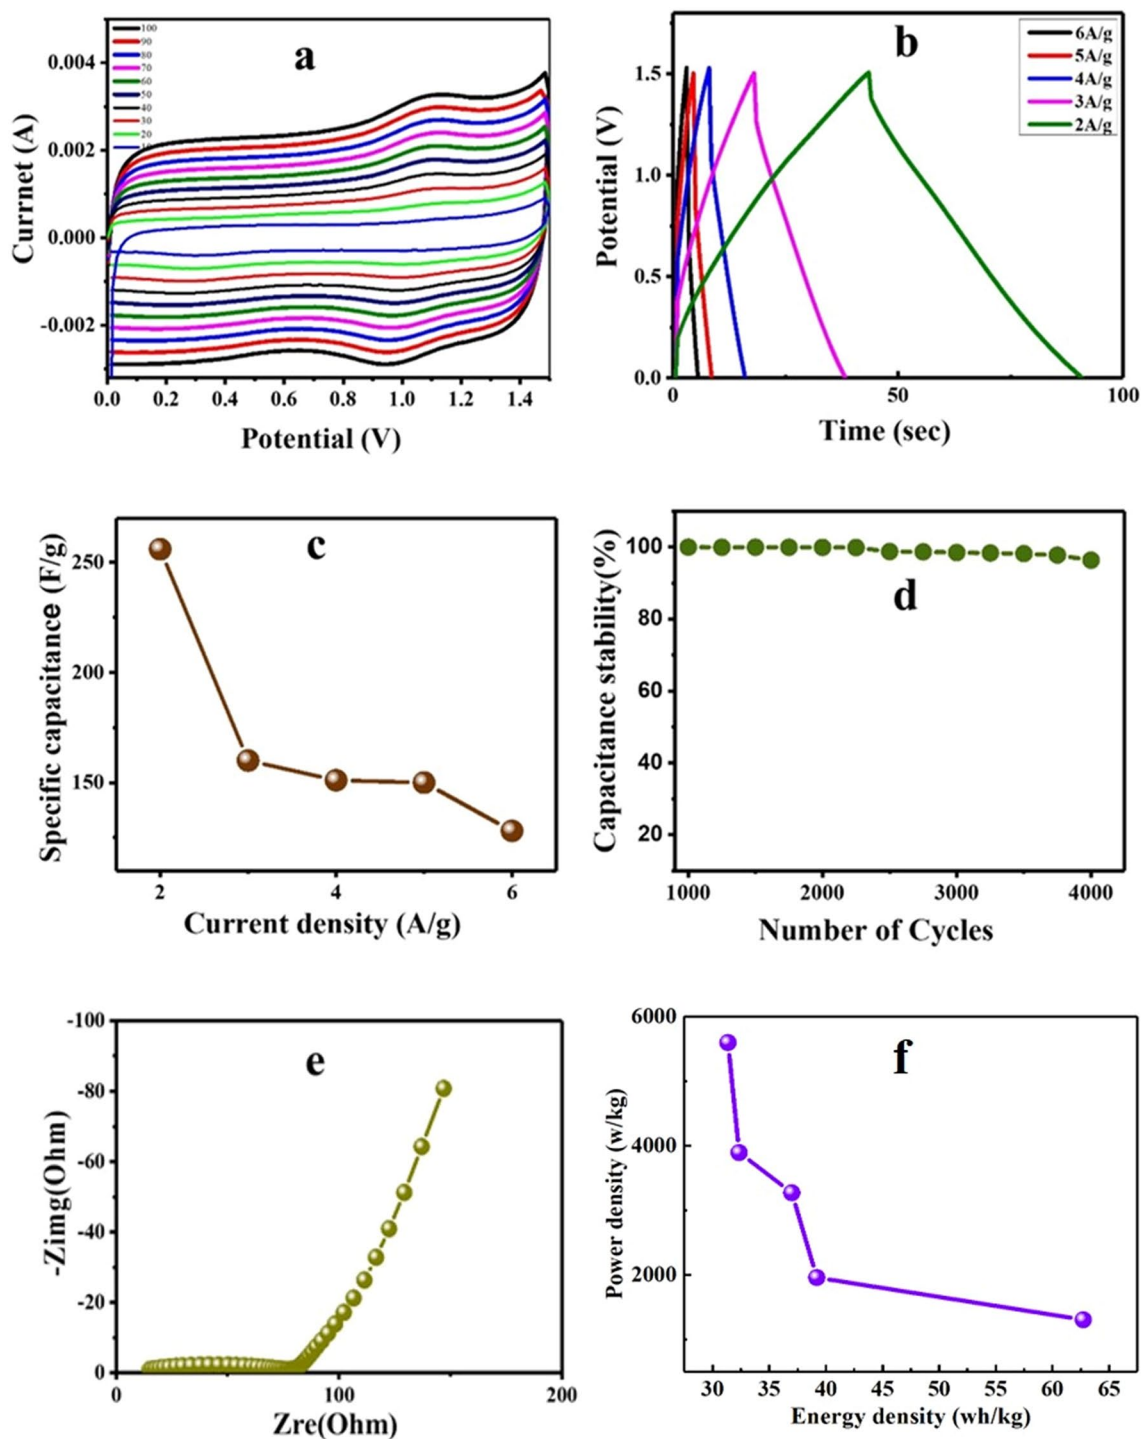 a
100
90
80
70
60
50
40
30
20
10
0.004
0.002
0.000
-0.002
Currnet (A)
0.0 0.2 0.4 0.6 0.8 1.0 1.2 1.4
Potential (V)
b
6A/g
5A/g
4A/g
3A/g
2A/g
1.5
1.0
0.5
0.0
Potential (V)
0 50 100
Time (sec)
c
250
200
150
Specific capacitance (F/g)
2 4 6
Current density (A/g)
d
100
80
60
40
20
Capacitance stability(%)
1000 2000 3000 4000
Number of Cycles
e
-100
-80
-60
-40
-20
0
-Zimg(Ohm)
0 100 200
Zre(Ohm)
f
6000
4000
2000
Power density (w/kg)
30 35 40 45 50 55 60 65
Energy density (wh/kg)